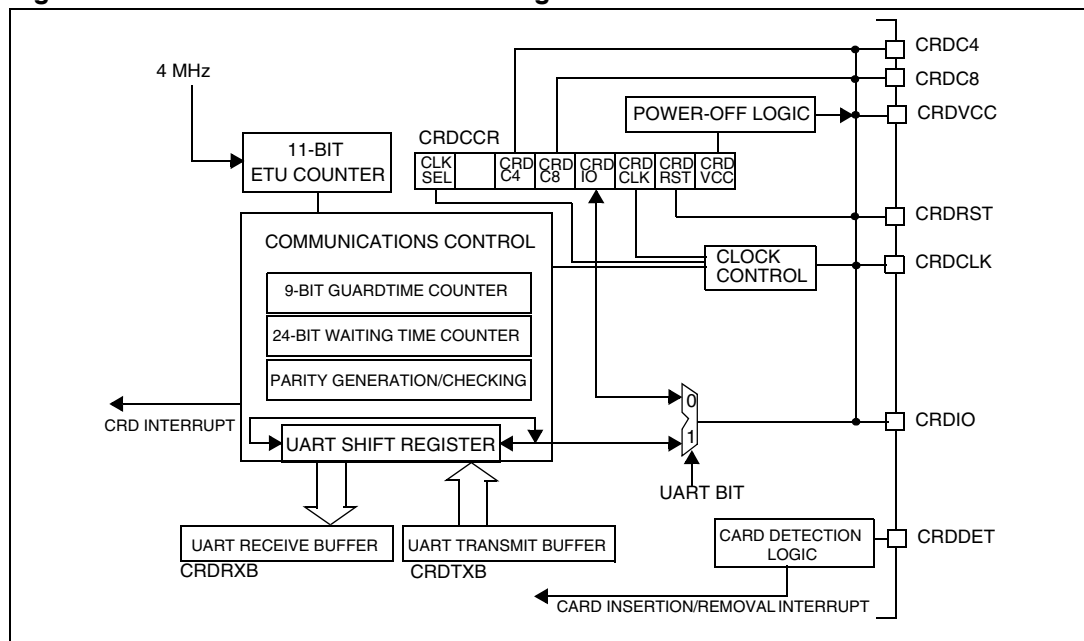 CRDC4
4 MHz
CRDC8
POWER-OFF LOGIC
CRDVCC
CRDCCR
11-BIT
ETU COUNTER
CLK
SEL
CRD
C4
CRD
C8
CRD
IO
CRD
CLK
CRD
RST
CRD
VCC
CRDRST
COMMUNICATIONS CONTROL
CLOCK
CONTROL
CRDCLK
9-BIT GUARDTIME COUNTER
24-BIT WAITING TIME COUNTER
PARITY GENERATION/CHECKING
0
CRD INTERRUPT
CRDIO
UART SHIFT REGISTER
1
UART BIT
UART RECEIVE BUFFER
UART TRANSMIT BUFFER
CARD DETECTION
LOGIC
CRDDET
CRDRXB
CRDTXB
CARD INSERTION/REMOVAL INTERRUPT